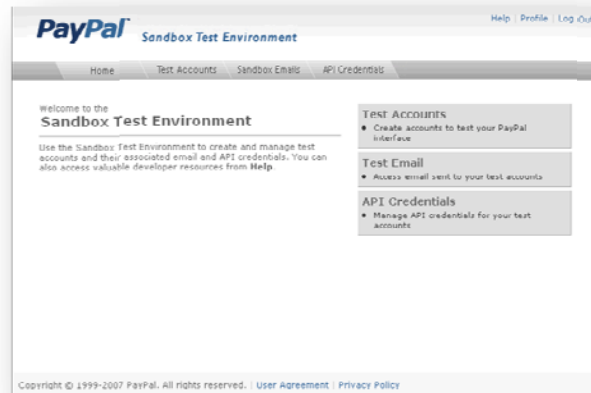 Help | Profile | Log Out
PayPal Sandbox Test Environment
Home Test Accounts Sandbox Emails API Credentials
Welcome to the
Sandbox Test Environment
Use the Sandbox Test Environment to create and manage test
accounts and their associated email and API credentials. You can
also access valuable developer resources from Help.
Test Accounts
• Create accounts to test your PayPal
interface
Test Email
• Access email sent to your test accounts
API Credentials
• Manage API credentials for your test
accounts
Copyright © 1999-2007 PayPal. All rights reserved. | User Agreement | Privacy Policy